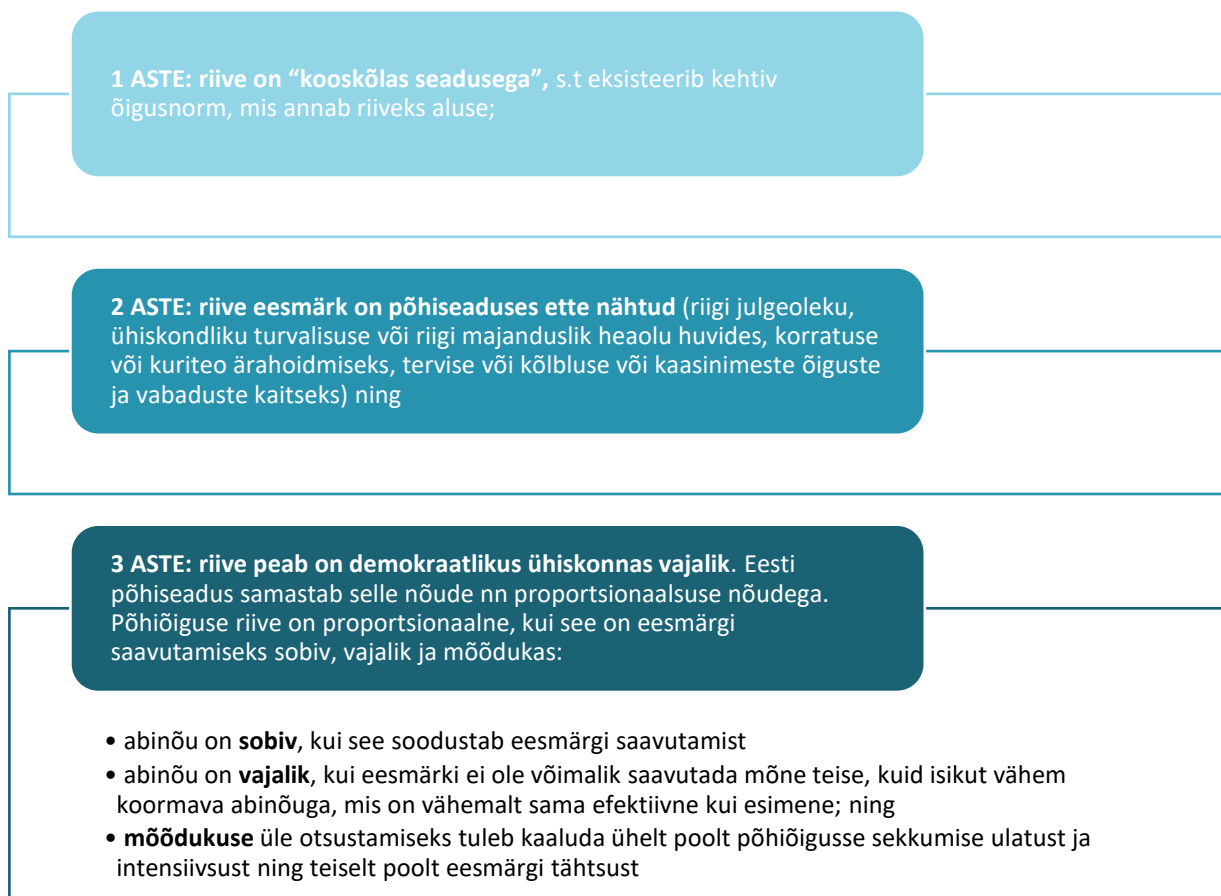 1 ASTE: riive on “kooskõlas seadusega”, s.t eksisteerib kehtiv
õigusnorm, mis annab riiveks aluse;
2 ASTE: riive eesmärk on põhiseaduses ette nähtud (riigi julgeoleku,
ühiskondliku turvalisuse või riigi majanduslik heaolu huvides, korratuse
või kuriteo ärahoidmiseks, tervise või kõlbluse või kaasinimeste õiguste
ja vabaduste kaitseks) ning
3 ASTE: riive peab on demokraatlikus ühiskonnas vajalik. Eesti
põhiseadus samastab selle nõude nn proportsionaalsuse nõudega.
Põhiõiguse riive on proportsionaalne, kui see on eesmärgi
saavutamiseks sobiv, vajalik ja mõõdukas:
• abinõu on sobiv, kui see soodustab eesmärgi saavutamist
• abinõu on vajalik, kui eesmärki ei ole võimalik saavutada mõne teise, kuid isikut vähem
koormava abinõuga, mis on vähemalt sama efektiivne kui esimene; ning
• mõõdukuse üle otsustamiseks tuleb kaaluda ühelt poolt põhiõigusse sekkumise ulatust ja
intensiivsust ning teiselt poolt eesmärgi tähtsust